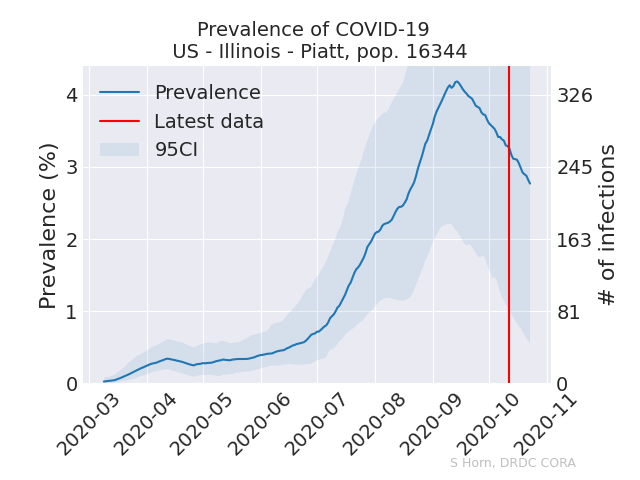 Prevalence of COVID-19
US - Illinois - Piatt, pop. 16344
Prevalence
Latest data
95CI
Prevalence (%)
4
3
2
1
0
326
245
163
81
0
# of infections
2020-03
2020-04
2020-05
2020-06
2020-07
2020-08
2020-09
2020-10
2020-11
S Horn, DRDC CORA